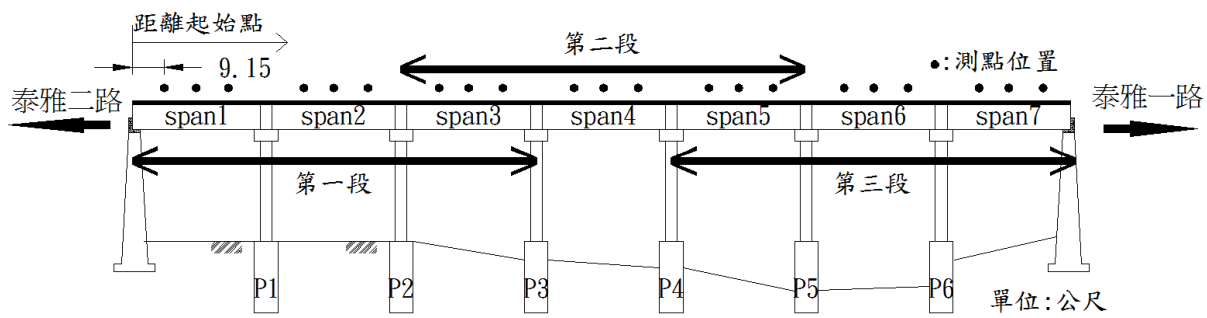 距離起始點
9.15
第二段
●:測點位置
泰雅二路
span1
span2
span3
span4
span5
span6
span7
泰雅一路
第一段
第三段
P1
P2
P3
P4
P5
P6
單位:公尺